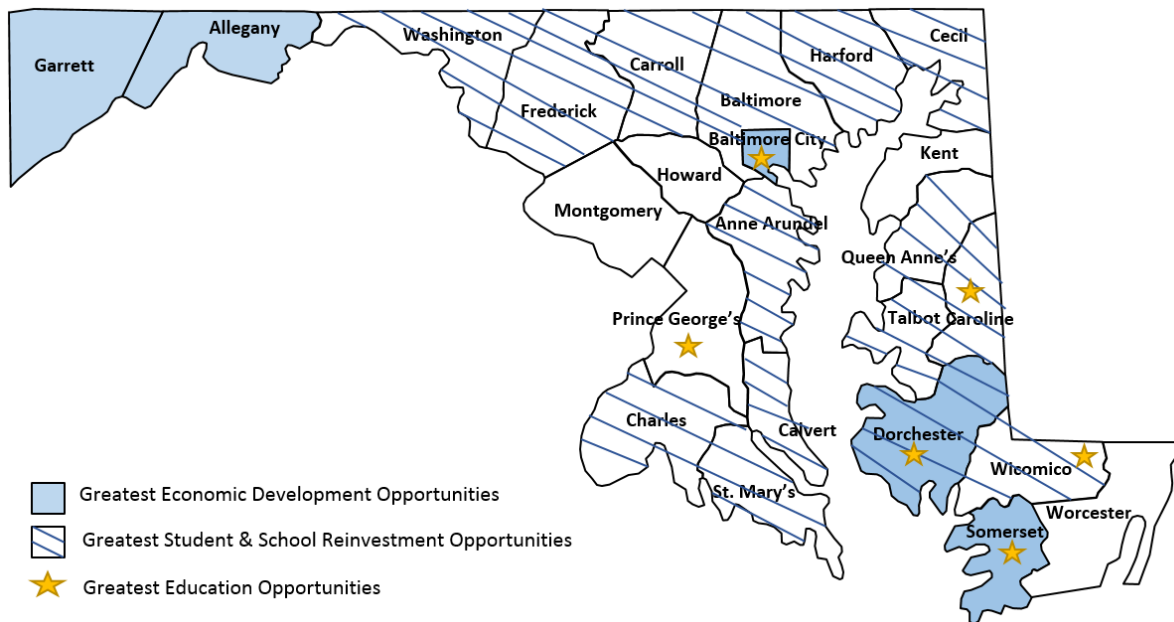 Allegany
Garrett
Washington
Cecil
Harford
Carroll
Baltimore
Frederick
Baltimore City
Kent
Howard
Montgomery
Anne Arundel
Queen Anne's
Prince George's
Talbot
Caroline
Charles
Calvert
Dorchester
Wicomico
St. Mary's
Worcester
Somerset
Greatest Economic Development Opportunities
Greatest Student & School Reinvestment Opportunities
Greatest Education Opportunities